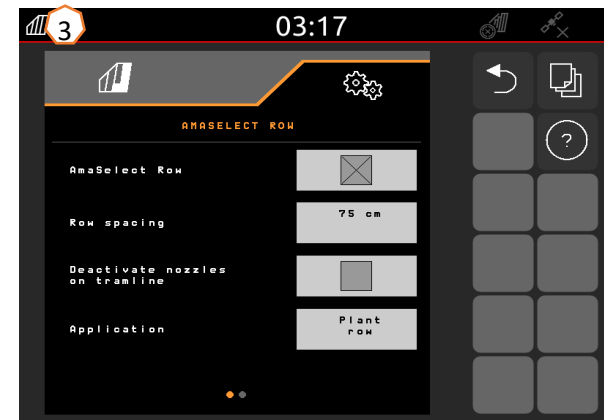 3
03:17
AMASELECT ROW
AmaSelect Row
Row spacing
75 cm
Deactivate nozzles
on tramline
Application
Plant
row
?